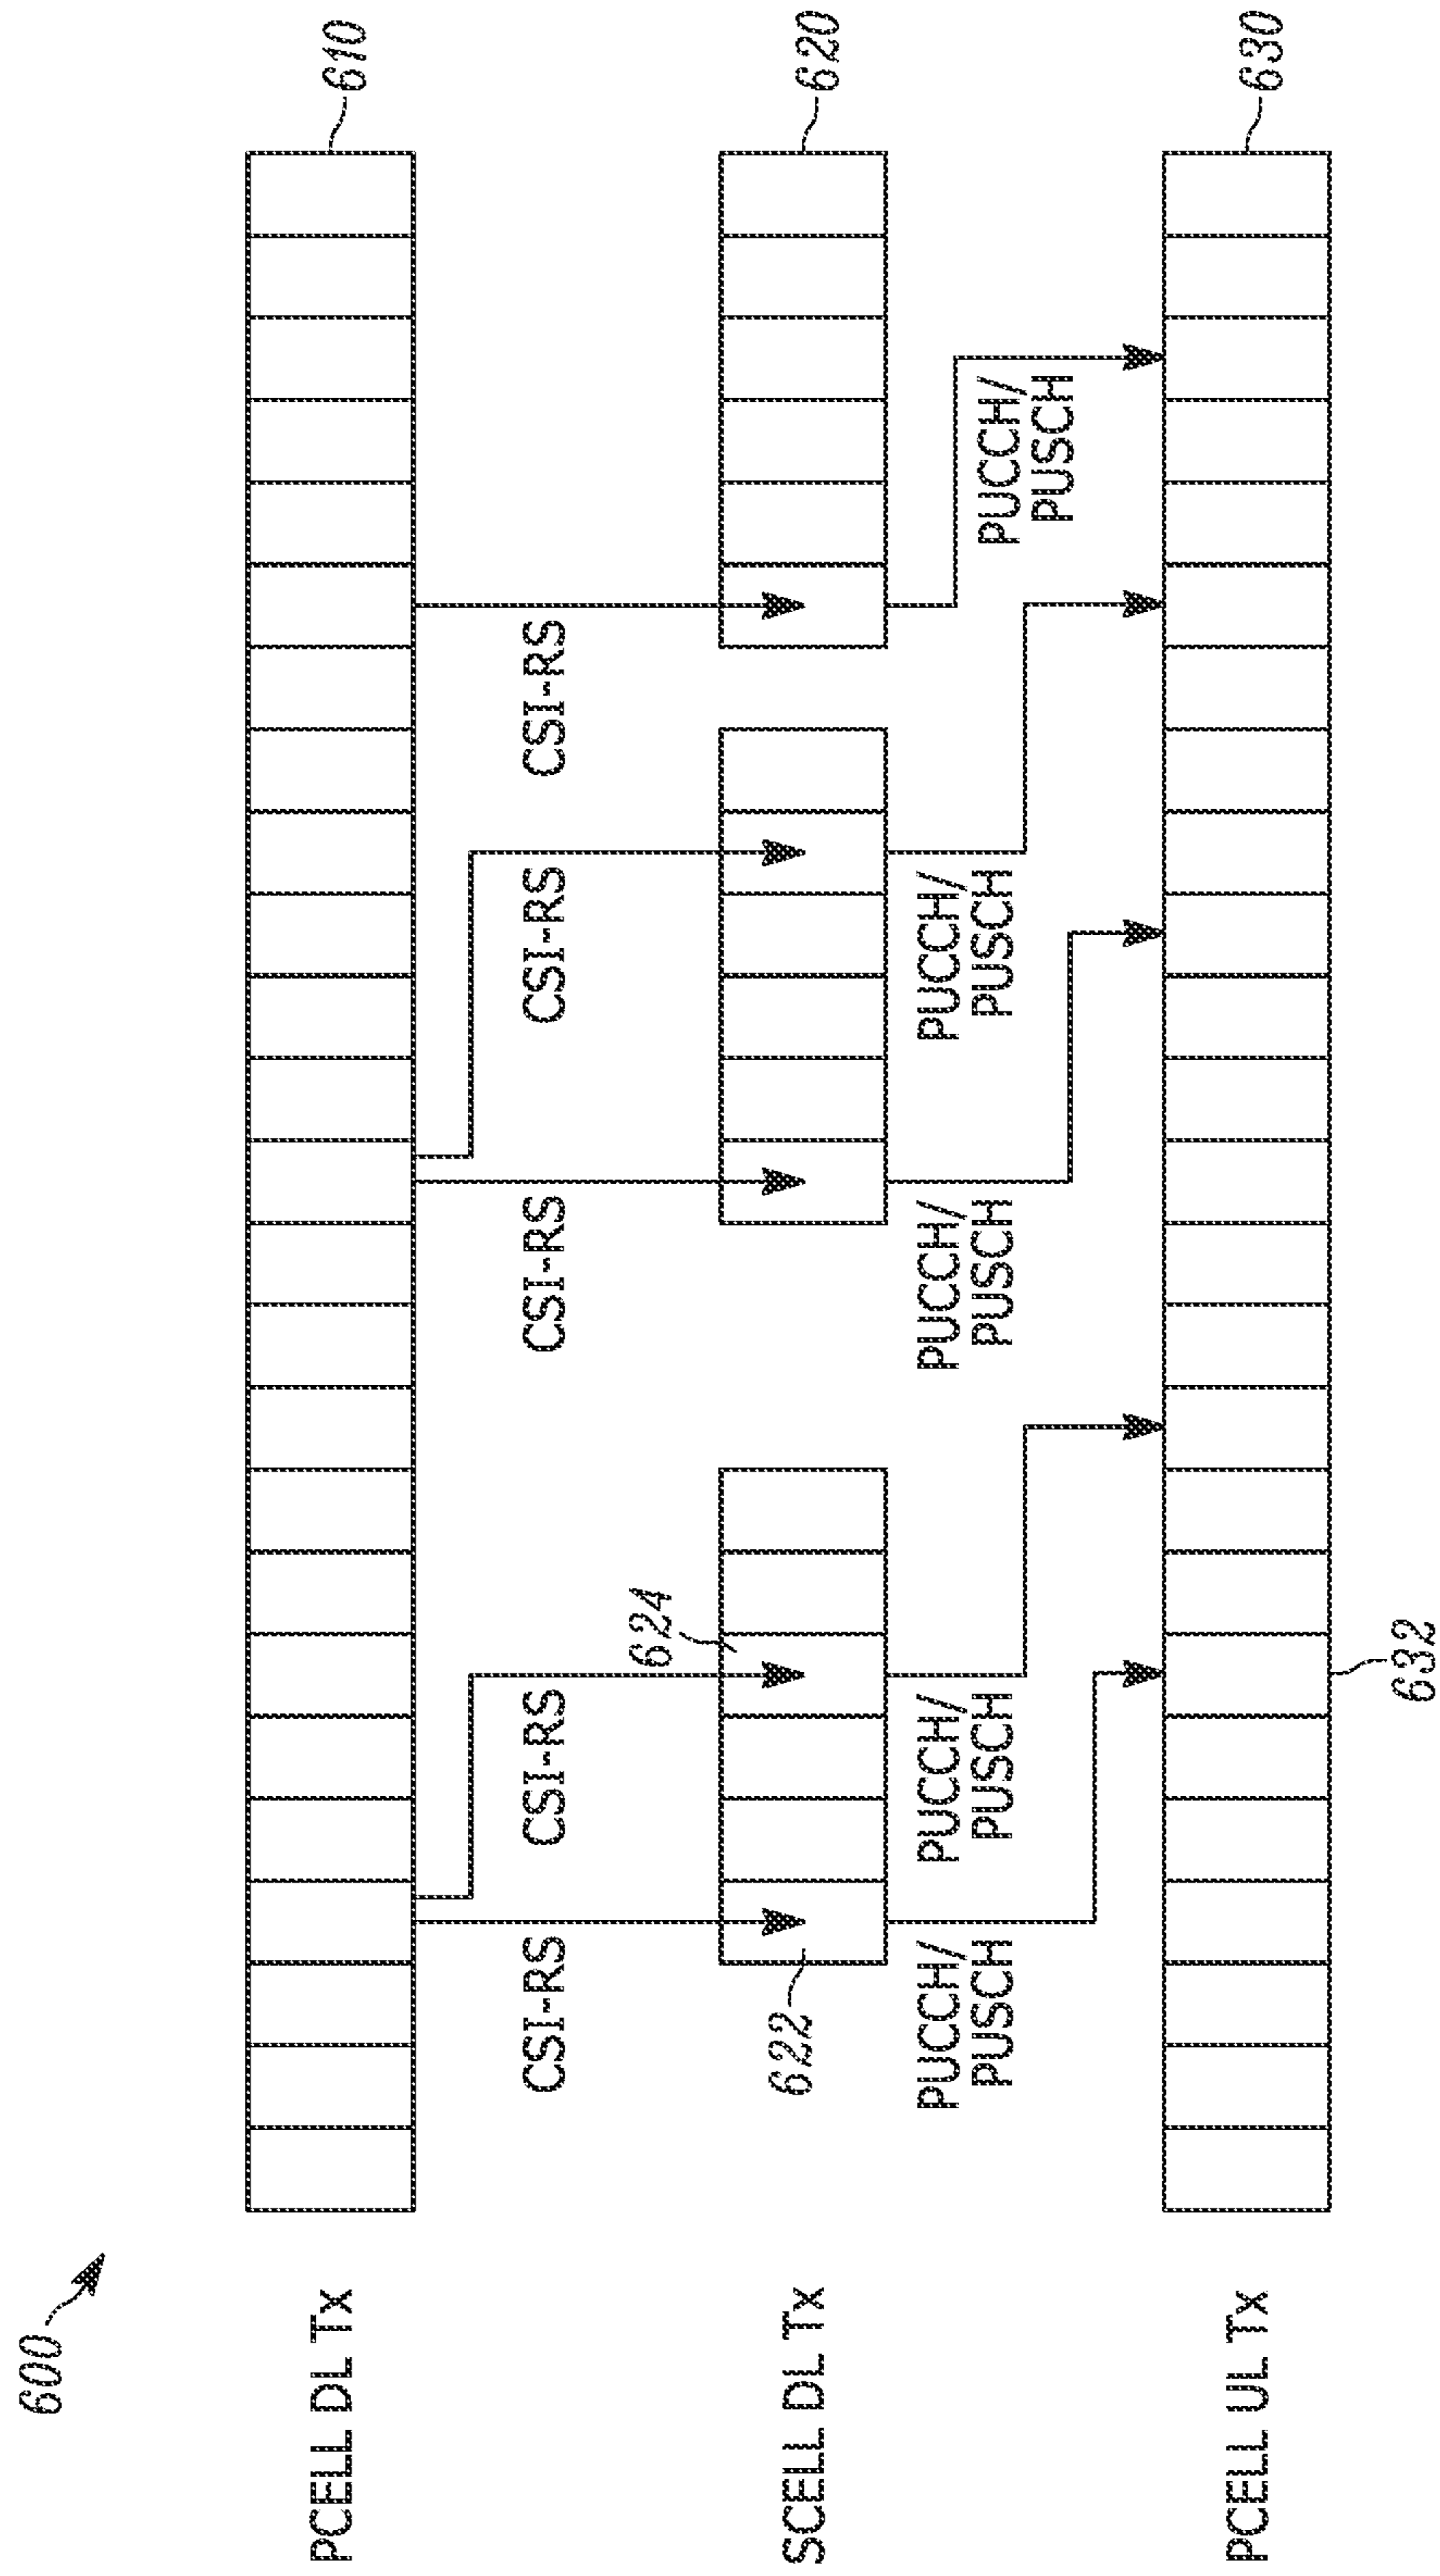 600
PCELL DL Tx
610
CSI-RS
CSI-RS
CSI-RS
CSI-RS
CSI-RS
SCELL DL Tx
622
624
620
PUCCH/
PUSCH
PUCCH/
PUSCH
PUCCH/
PUSCH
PUCCH/
PUSCH
PUCCH/
PUSCH
PCELL UL Tx
630
632